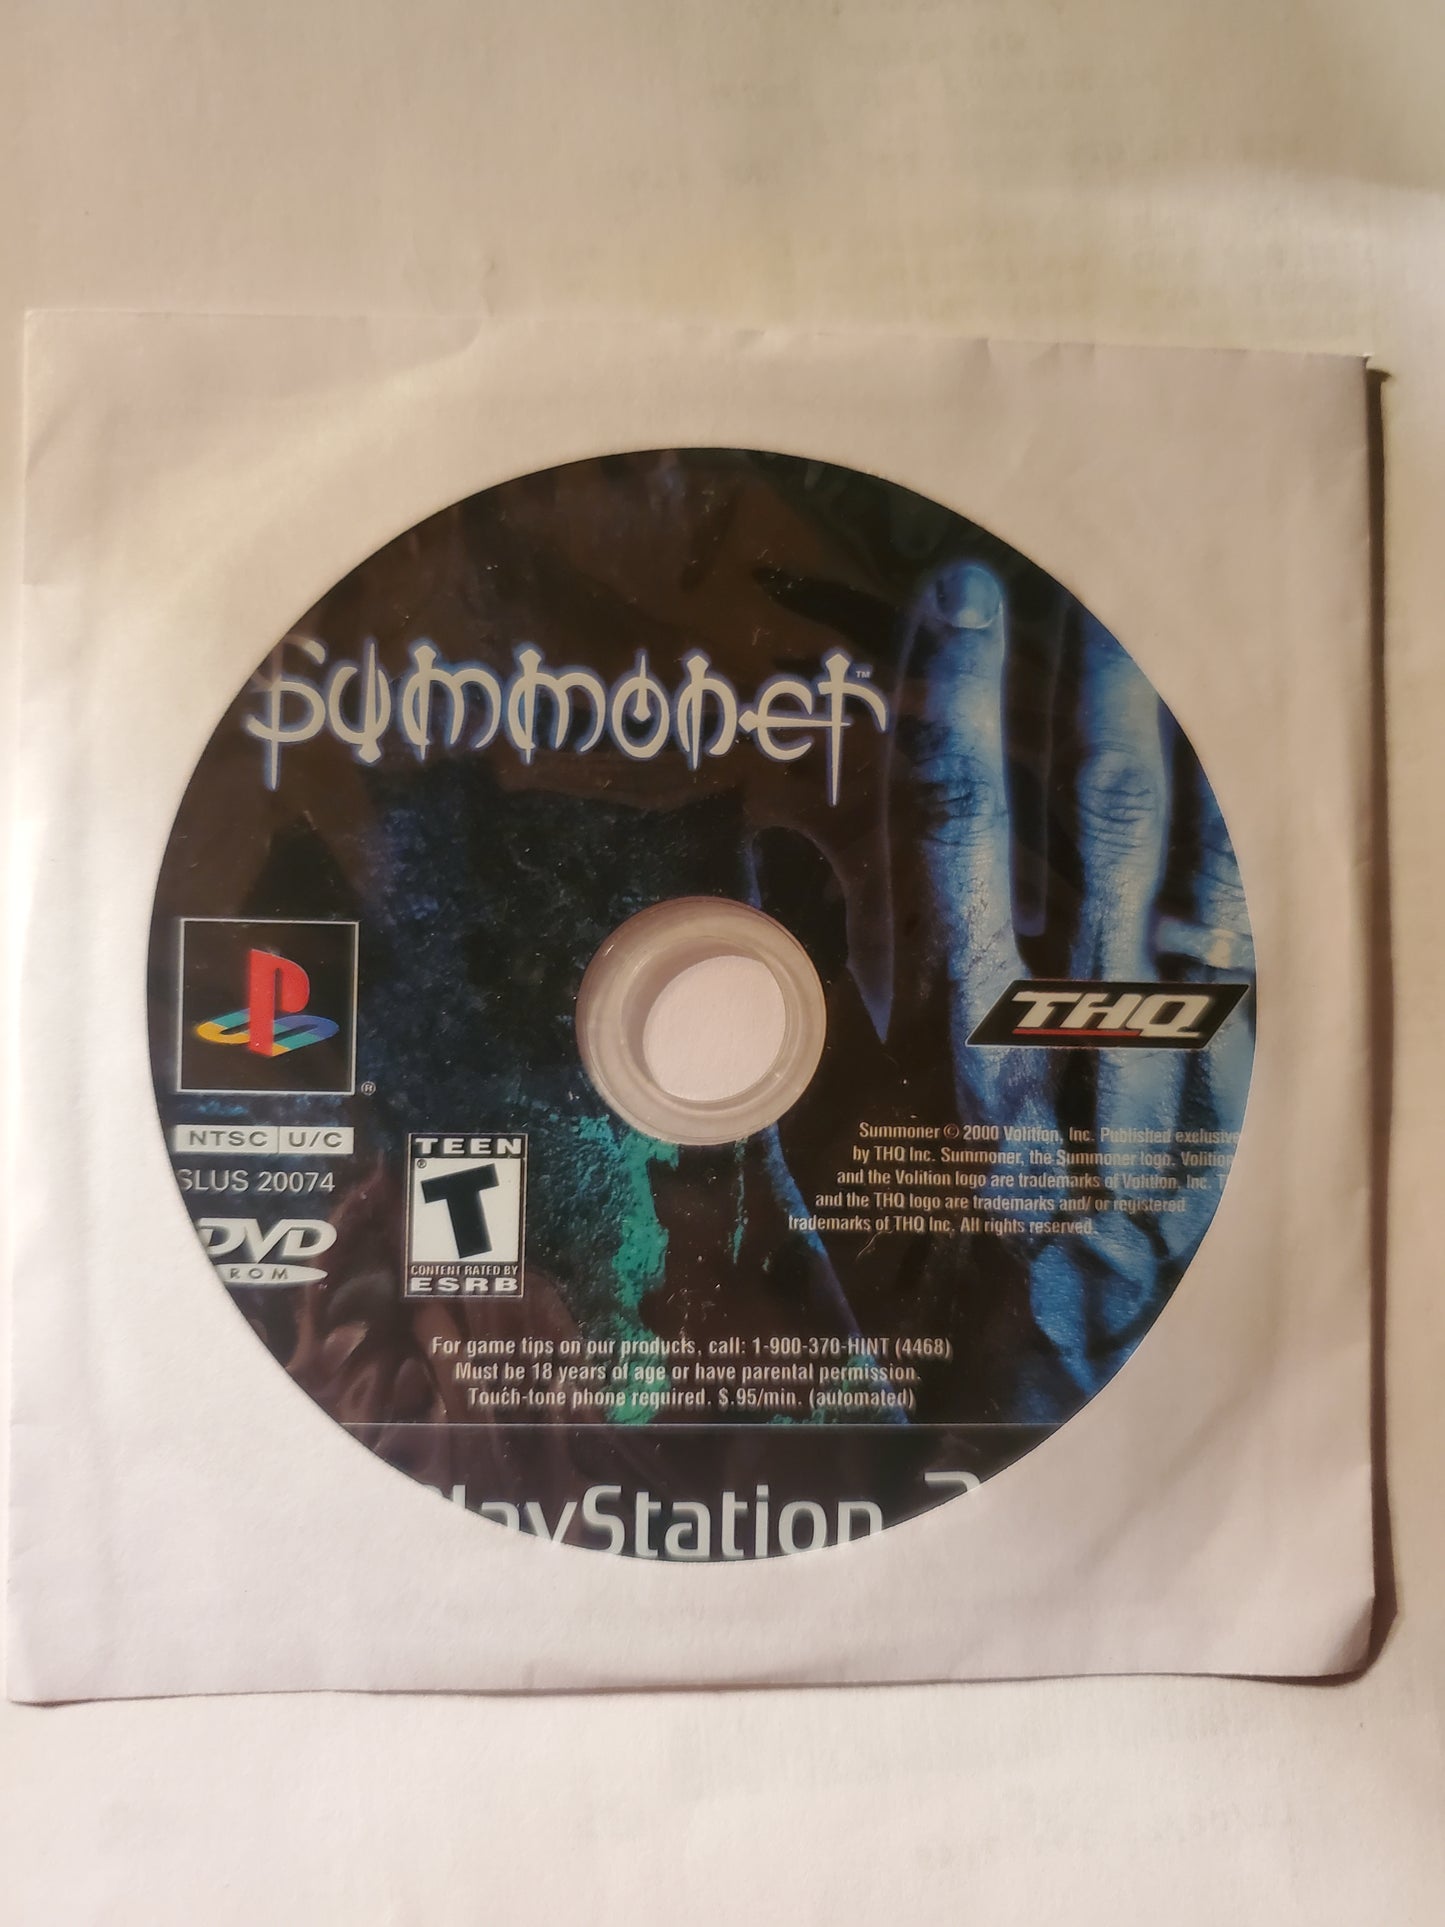 Summoner™
THQ
®
NTSC U/C
SLUS 20074
DVD
ROM
TEEN
®
T
CONTENT RATED BY
ESRB
Summoner © 2000 Volition, Inc. Published exclusive
by THQ Inc. Summoner, the Summoner logo. Volition
and the Volition logo are trademarks of Volition, Inc. T
and the THQ logo are trademarks and/ or registered
trademarks of THQ Inc. All rights reserved.
For game tips on our products, call: 1-900-370-HINT (4468)
Must be 18 years of age or have parental permission.
Touch-tone phone required. $.95/min. (automated)
PlayStation 2